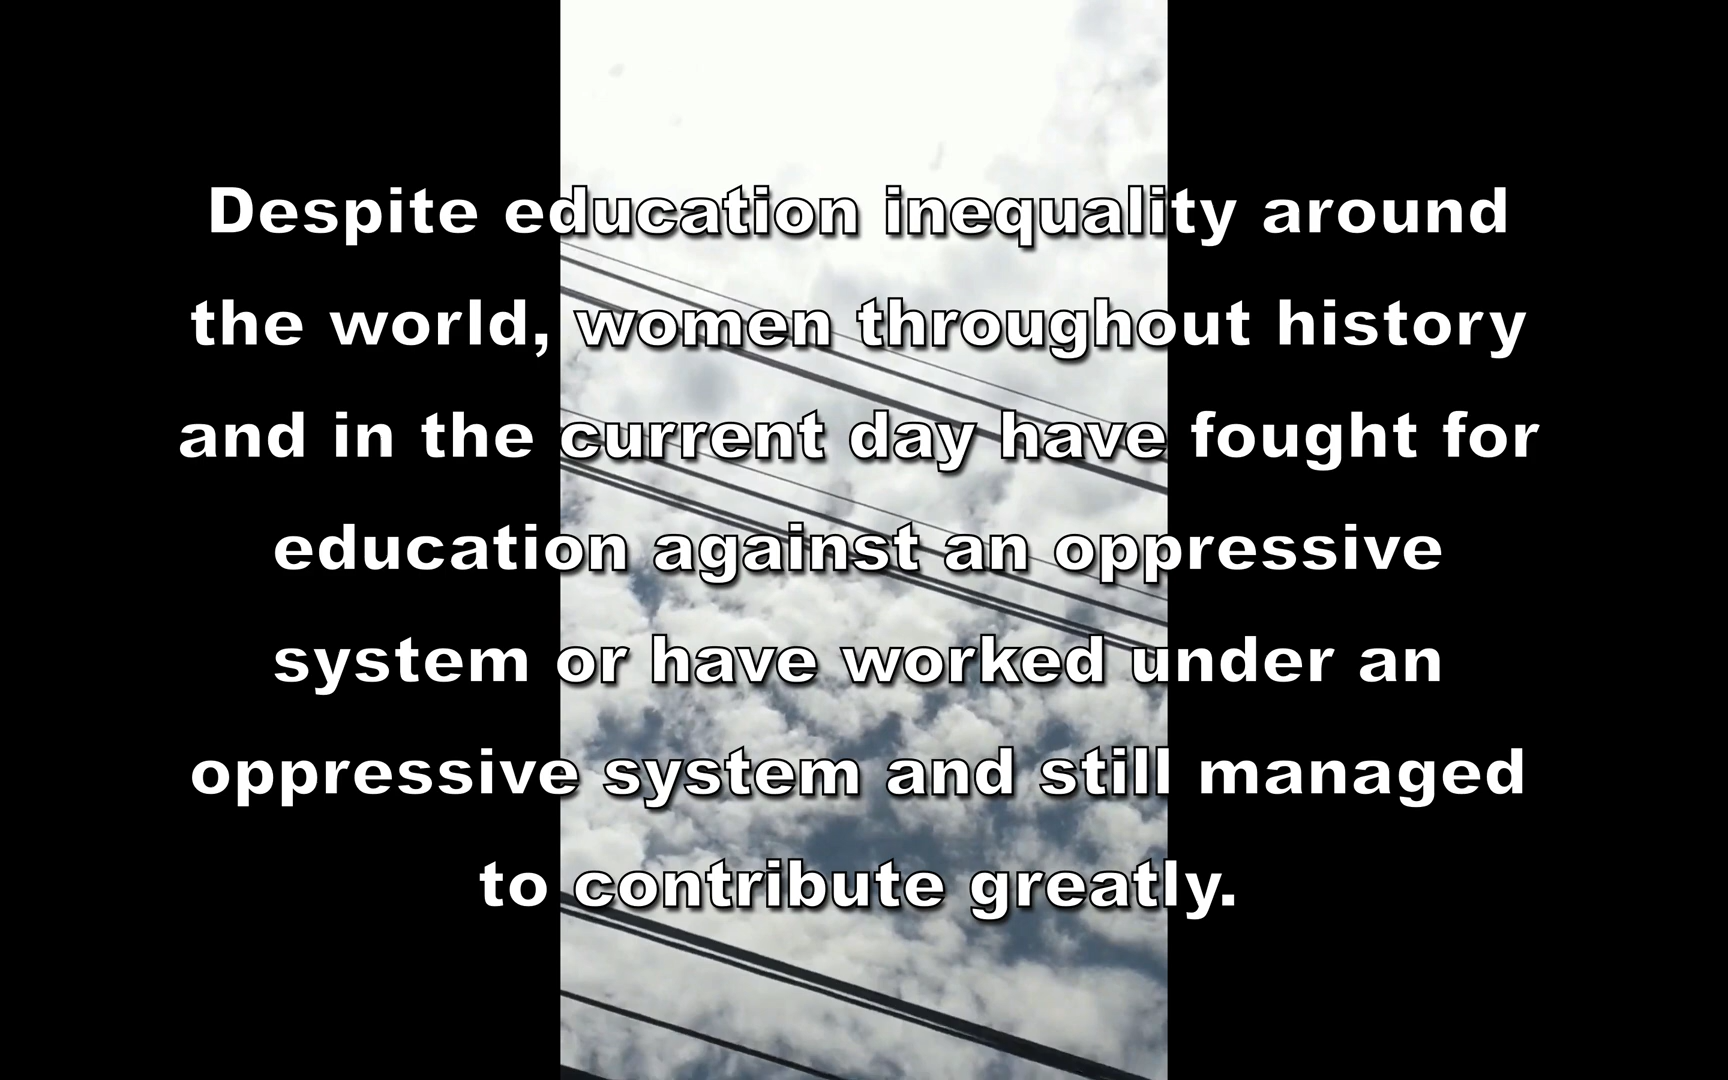 Despite education inequality around
the world, women throughout history
and in the current day have fought for
education against an oppressive
system or have worked under an
oppressive system and still managed
to contribute greatly.